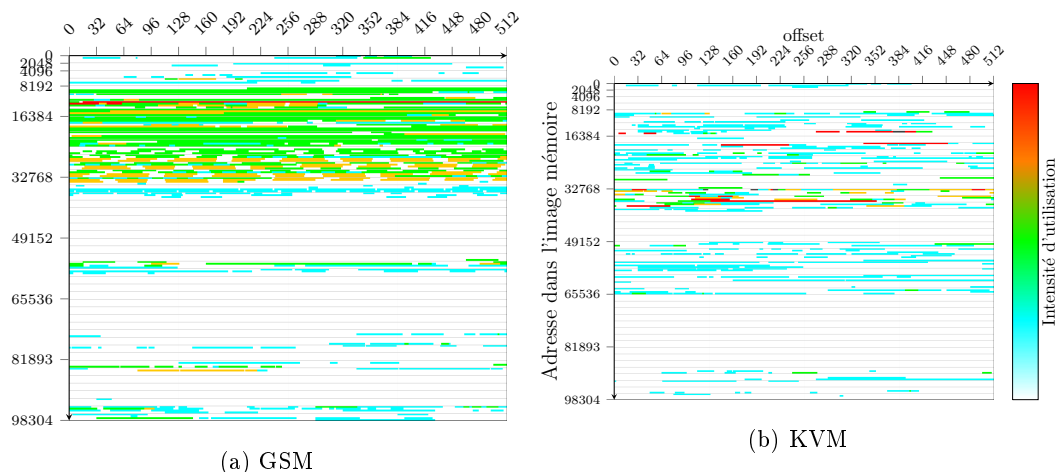 0 32 64 96 128 160 192 224 256 288 320 352 384 416 448 480 512
0
2048
4096
8192
16384
32768
49152
65536
81893
98304
(a) GSM
offset
0 32 64 96 128 160 192 224 256 288 320 352 384 416 448 480 512
Adresse dans l'image mémoire
0
2048
4096
8192
16384
32768
49152
65536
81893
98304
(b) KVM
Intensité d'utilisation